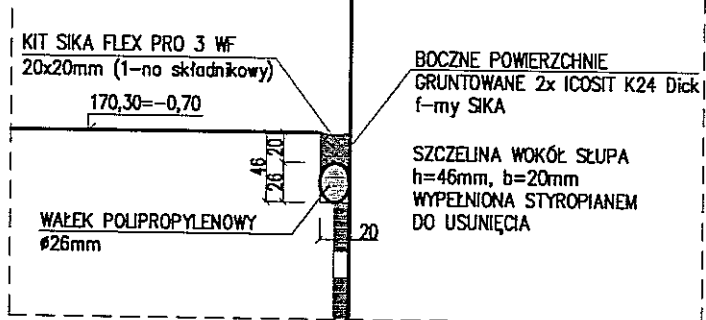 KIT SIKA FLEX PRO 3 WF
20x20mm (1-no składnikowy)
170,30=-0,70
46
26 20
WAŁEK POLIPROPYLENOWY
ø26mm
20
BOCZNE POWIERZCHNIE
GRUNTOWANE 2x ICOSIT K24 Dick
f-my SIKA
SZCZELINA WOKÓŁ SŁUPA
h=46mm, b=20mm
WYPEŁNIONA STYROPIANEM
DO USUNIĘCIA